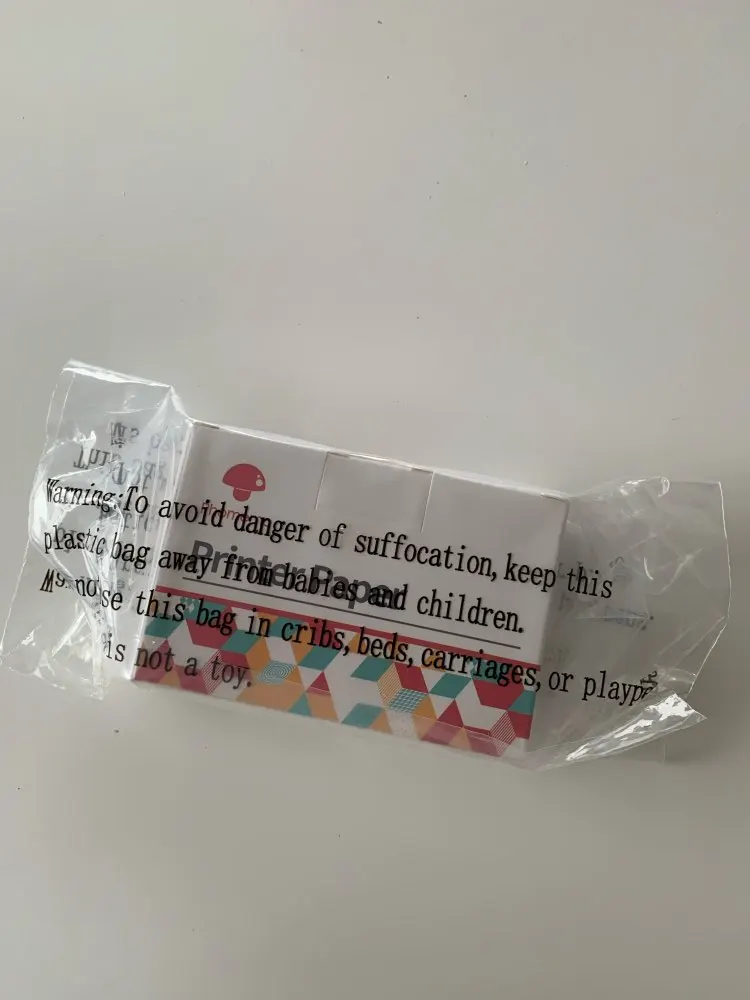 Warning:To avoid danger of suffocation, keep this
plastic bag away from babies and children.
use this bag in cribs, beds, carriages, or
is not a toy.
Printer Paper